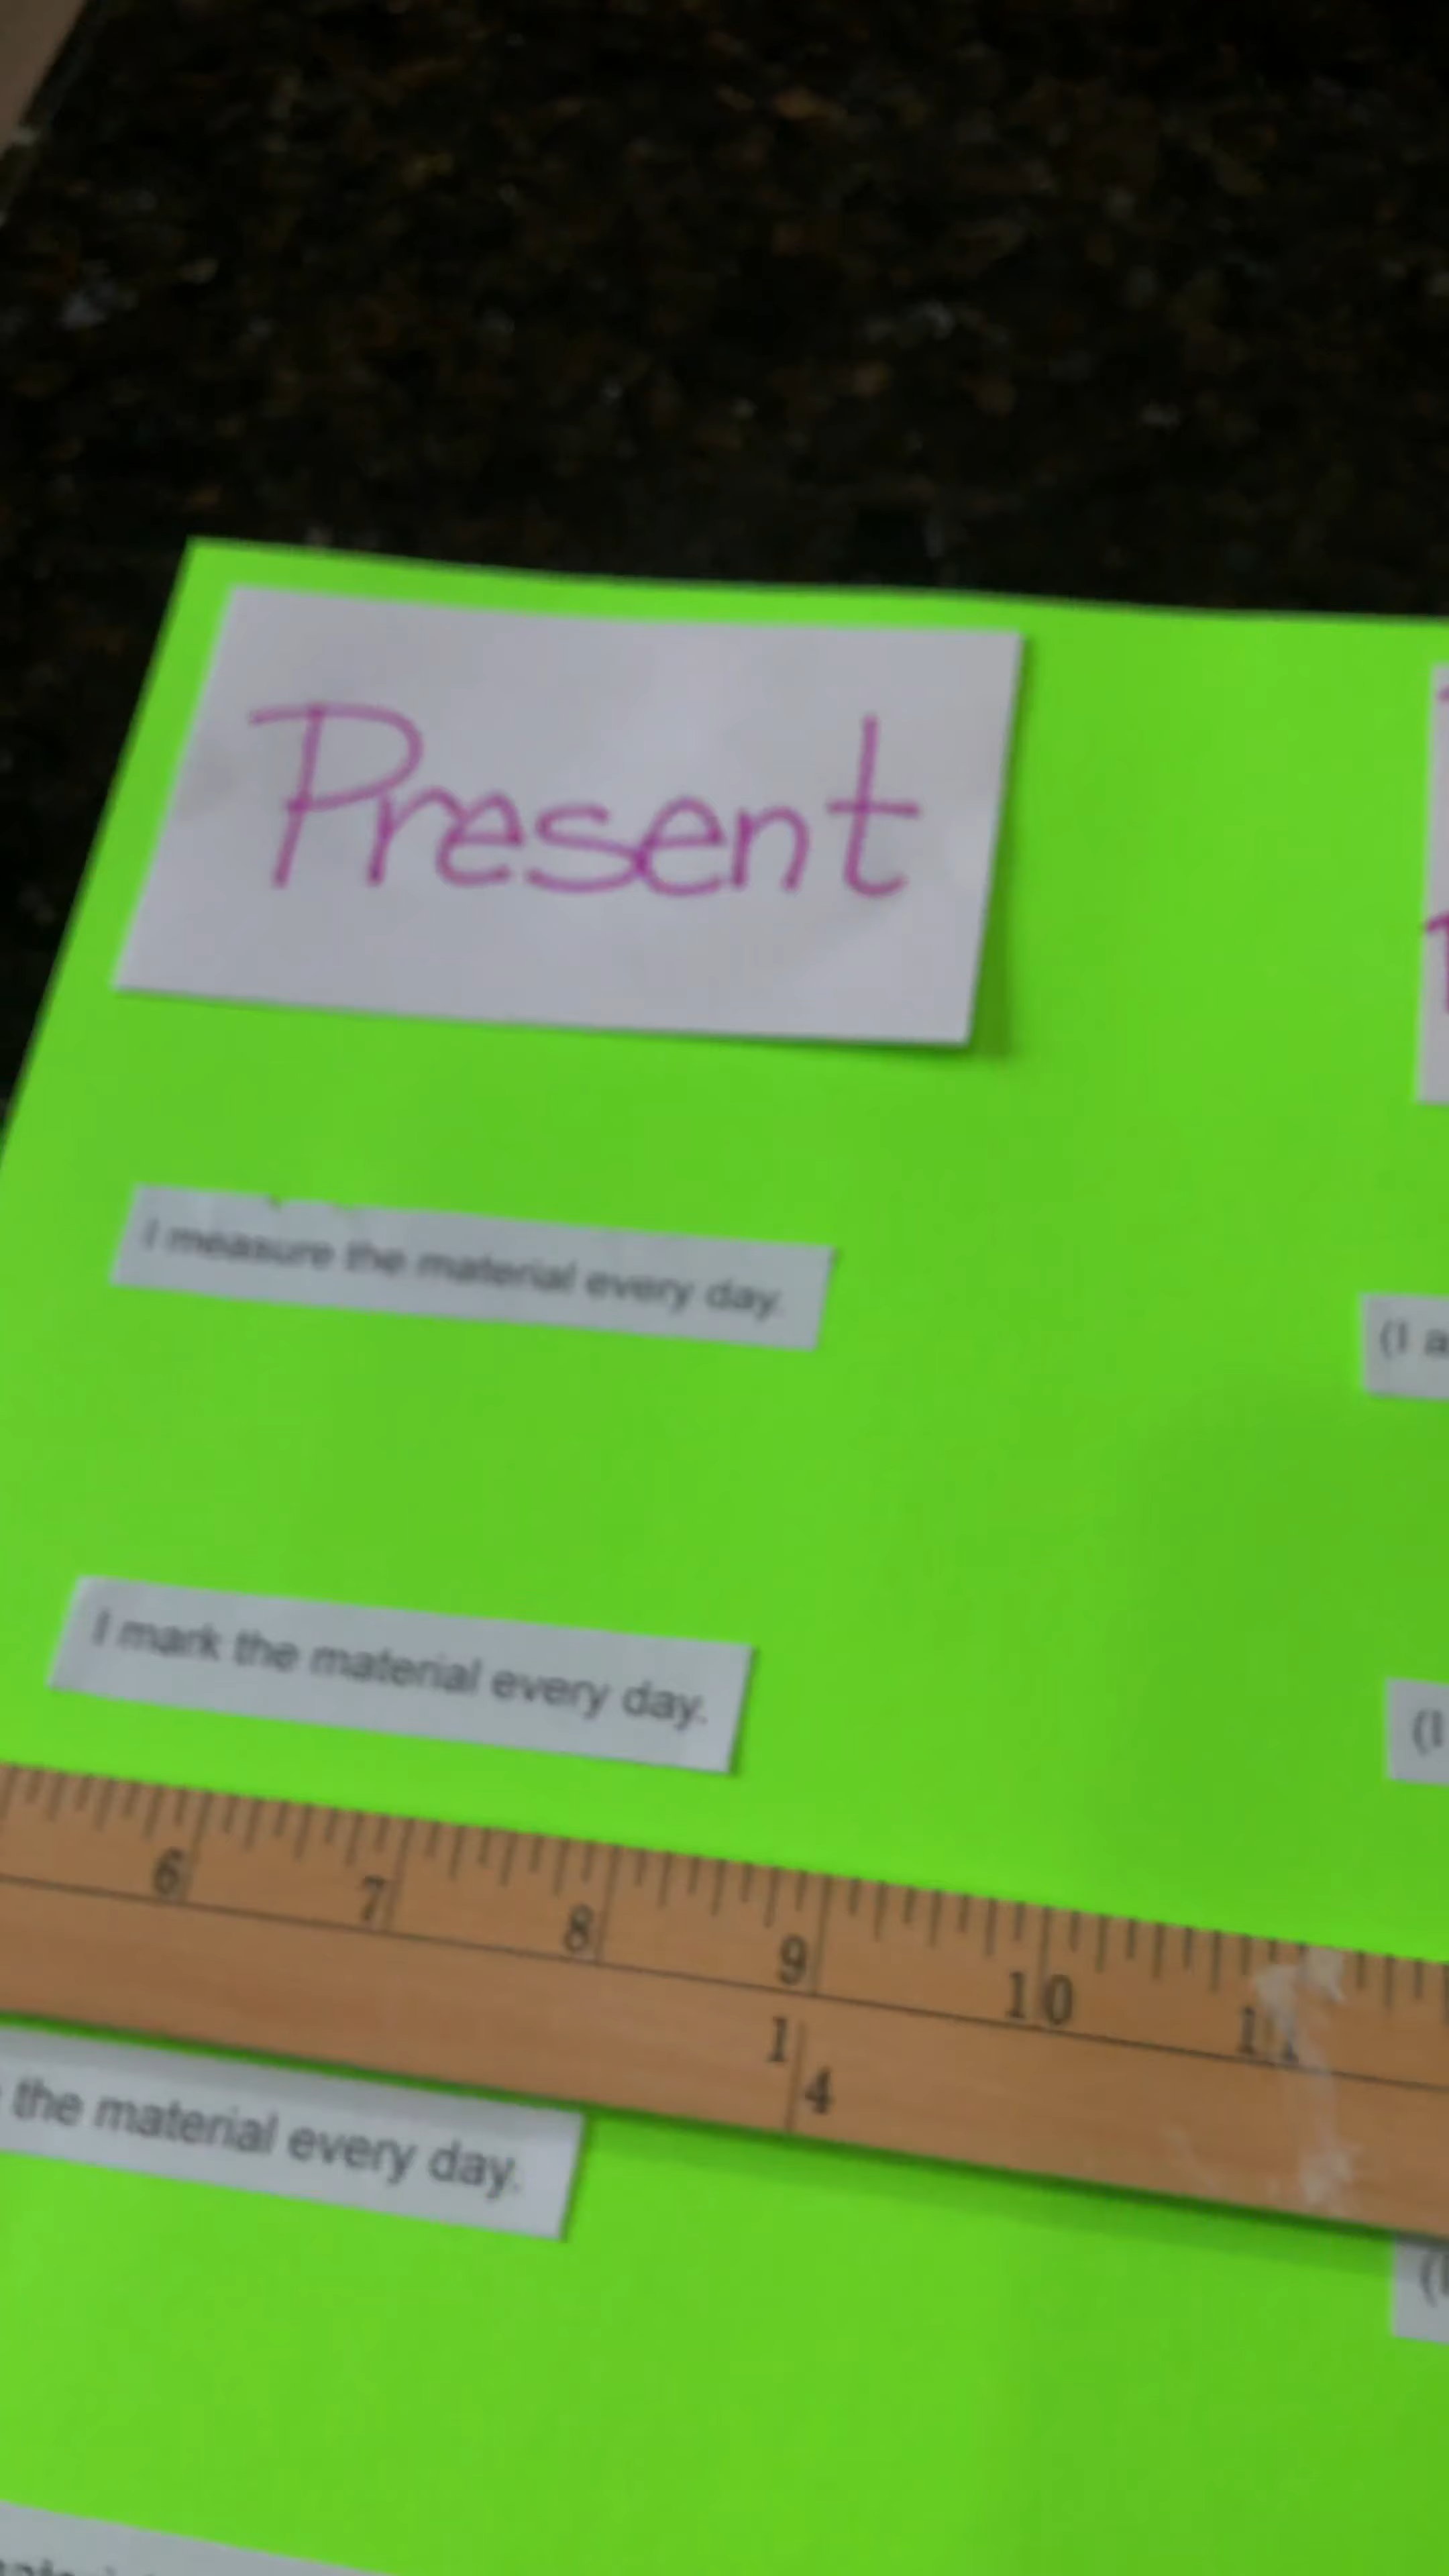 Present
I measure the material every day.
(I
I mark the material every day.
(I
6 7 8 9 10 11
1 4
the material every day.